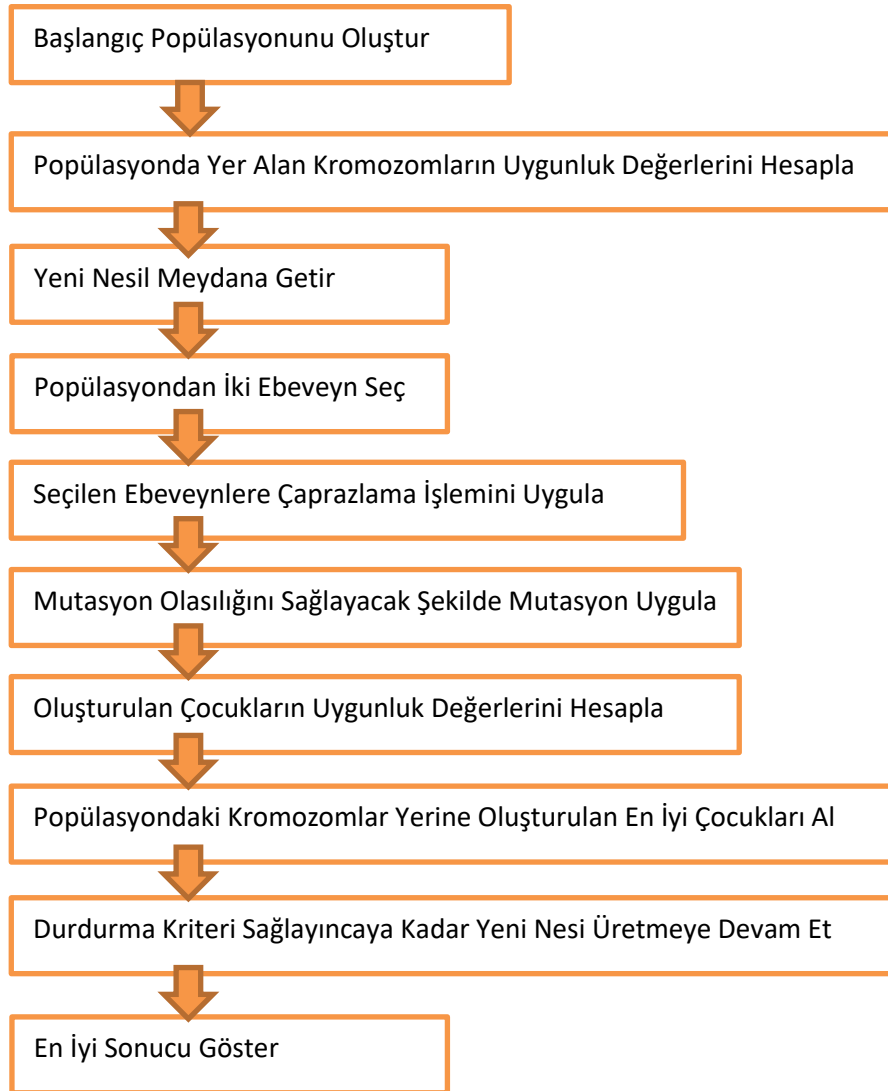 Başlangıç Popülasyonunu Oluştur
Popülasyonda Yer Alan Kromozomların Uygunluk Değerlerini Hesapla
Yeni Nesil Meydana Getir
Popülasyondan İki Ebeveyn Seç
Seçilen Ebeveynlere Çaprazlama İşlemini Uygula
Mutasyon Olasılığını Sağlayacak Şekilde Mutasyon Uygula
Oluşturulan Çocukların Uygunluk Değerlerini Hesapla
Popülasyondaki Kromozomlar Yerine Oluşturulan En İyi Çocukları Al
Durdurma Kriteri Sağlayıncaya Kadar Yeni Nesi Üretmeye Devam Et
En İyi Sonucu Göster